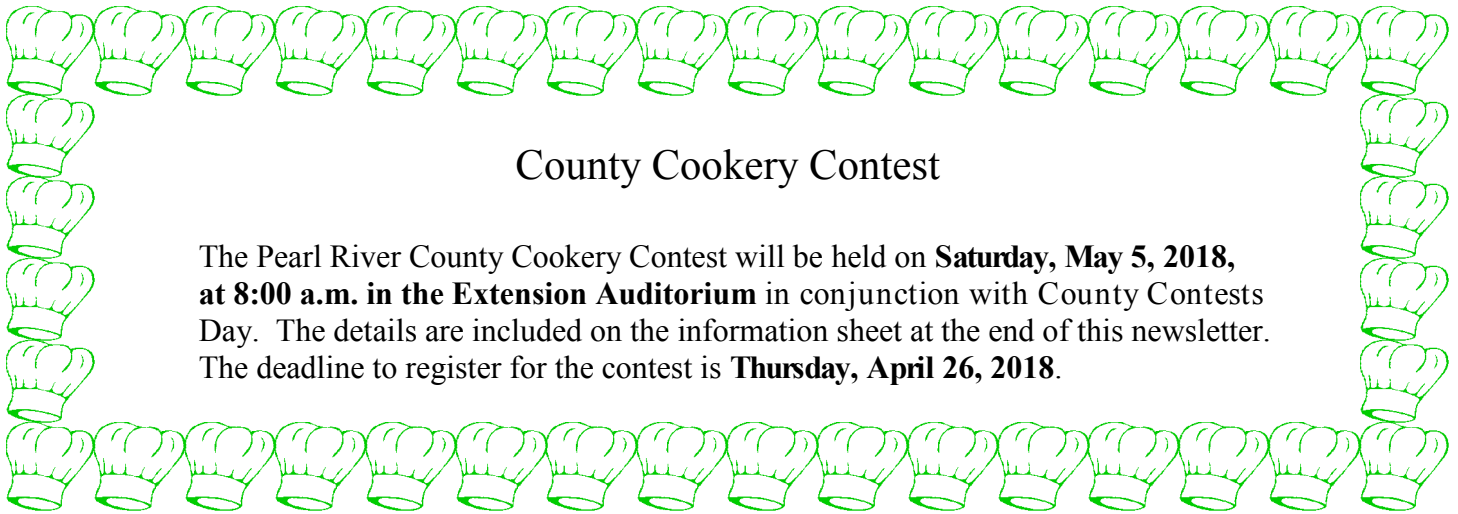 County Cookery Contest
The Pearl River County Cookery Contest will be held on Saturday, May 5, 2018,
at 8:00 a.m. in the Extension Auditorium in conjunction with County Contests
Day.  The details are included on the information sheet at the end of this newsletter.
The deadline to register for the contest is Thursday, April 26, 2018.